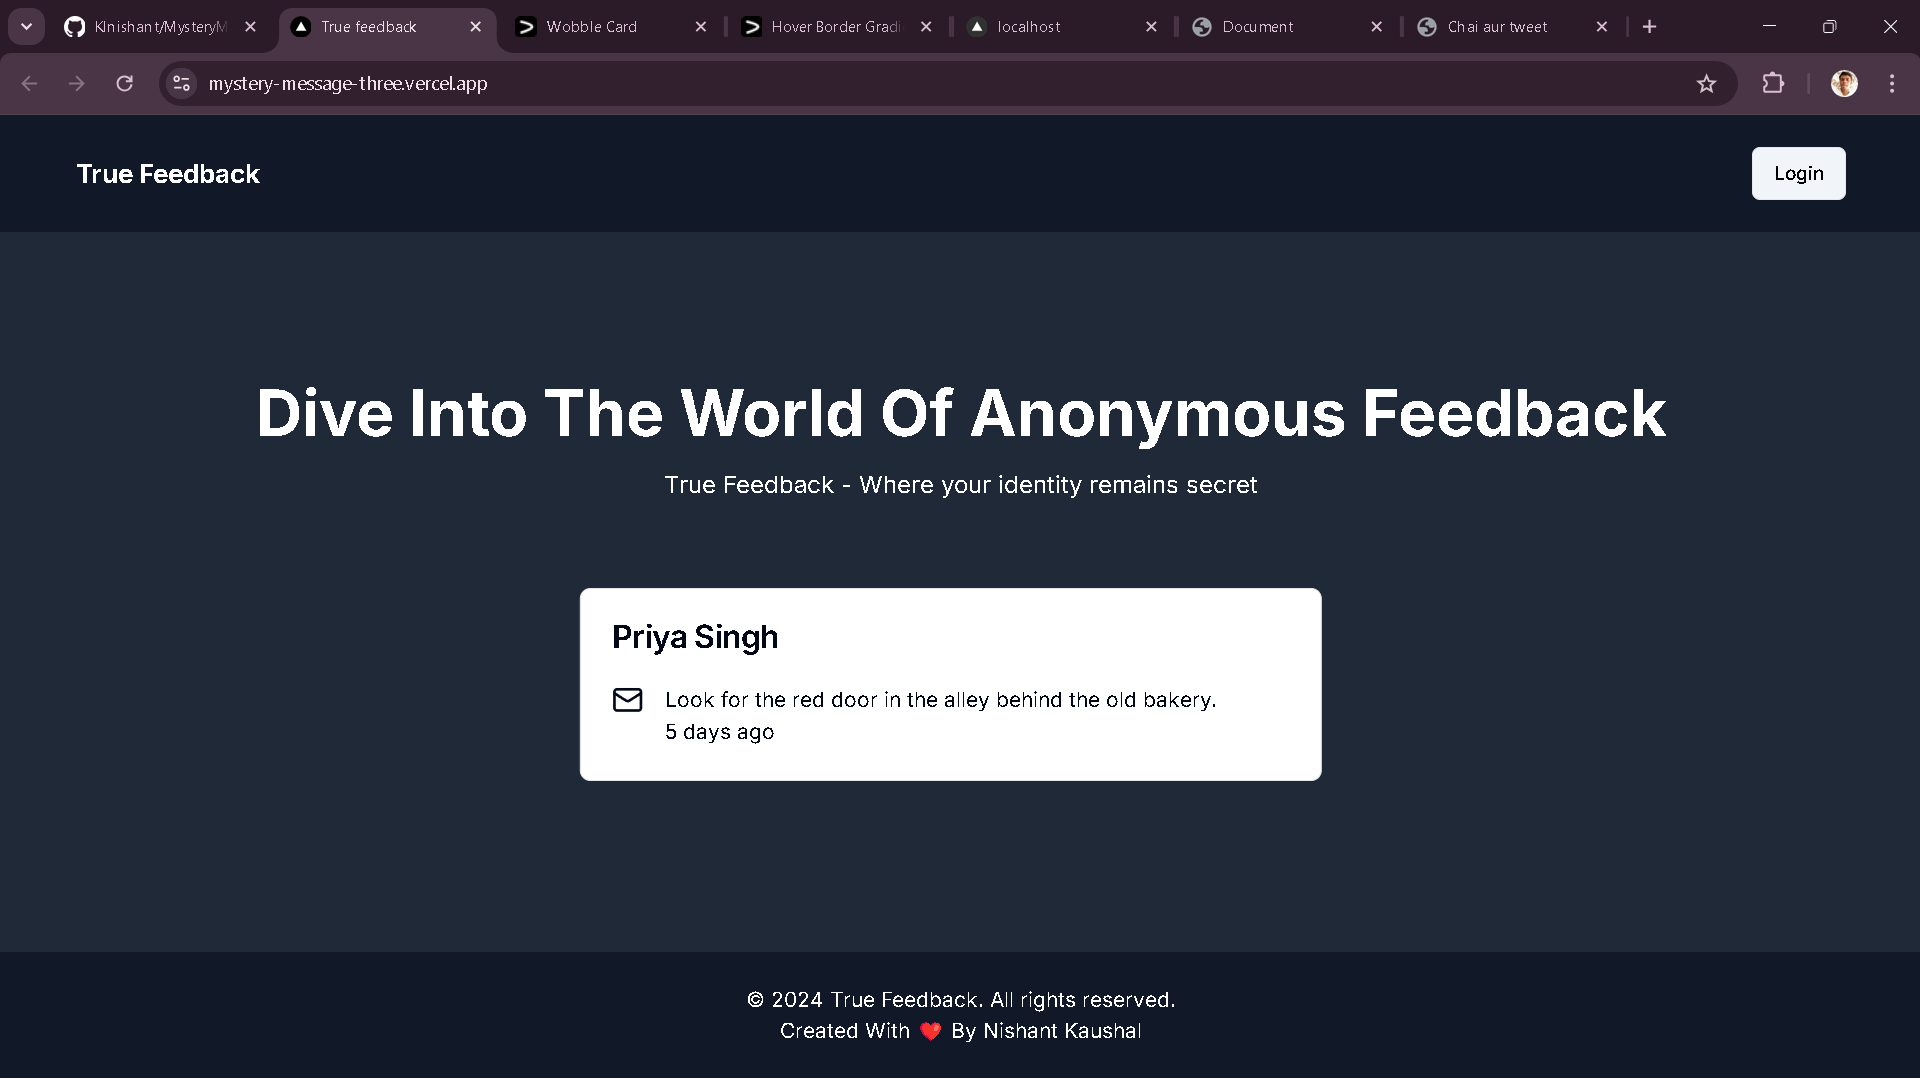 KInishant/MysteryM
True feedback
Wobble Card
Hover Border Gradi
localhost
Document
Chai aur tweet
mystery-message-three.vercel.app
True Feedback
Login
Dive Into The World Of Anonymous Feedback
True Feedback - Where your identity remains secret
Priya Singh
Look for the red door in the alley behind the old bakery.
5 days ago
© 2024 True Feedback. All rights reserved.
Created With ❤️ By Nishant Kaushal